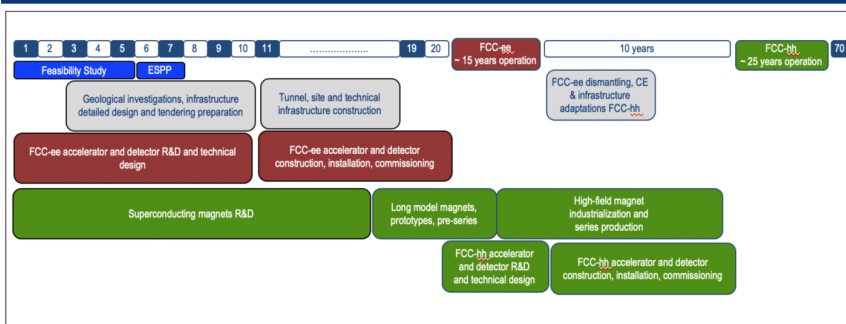 1 2 3 4 5 6 7 8 9 10 11 ................... 19 20
FCC-ee
~ 15 years operation
10 years
FCC-hh
~ 25 years operation
70
Feasibility Study
ESPP
Geological investigations, infrastructure
detailed design and tendering preparation
Tunnel, site and technical
infrastructure construction
FCC-ee dismantling, CE
& infrastructure
adaptations FCC-hh
FCC-ee accelerator and detector R&D and technical
design
FCC-ee accelerator and detector
construction, installation, commissioning
Superconducting magnets R&D
Long model magnets,
prototypes, pre-series
High-field magnet
industrialization and
series production
FCC-hh accelerator
and detector R&D
and technical design
FCC-hh accelerator and detector
construction, installation, commissioning